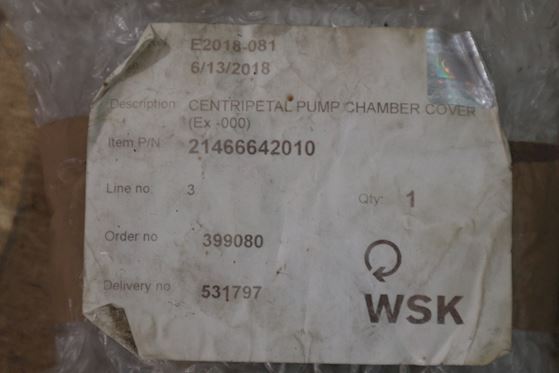 E2018-081
6/13/2018
Description CENTRIPETAL PUMP CHAMBER COVER
(Ex -000)
Item P/N 21466642010
Line no. 3 Qty: 1
Order no 399080
Delivery no 531797
WSK